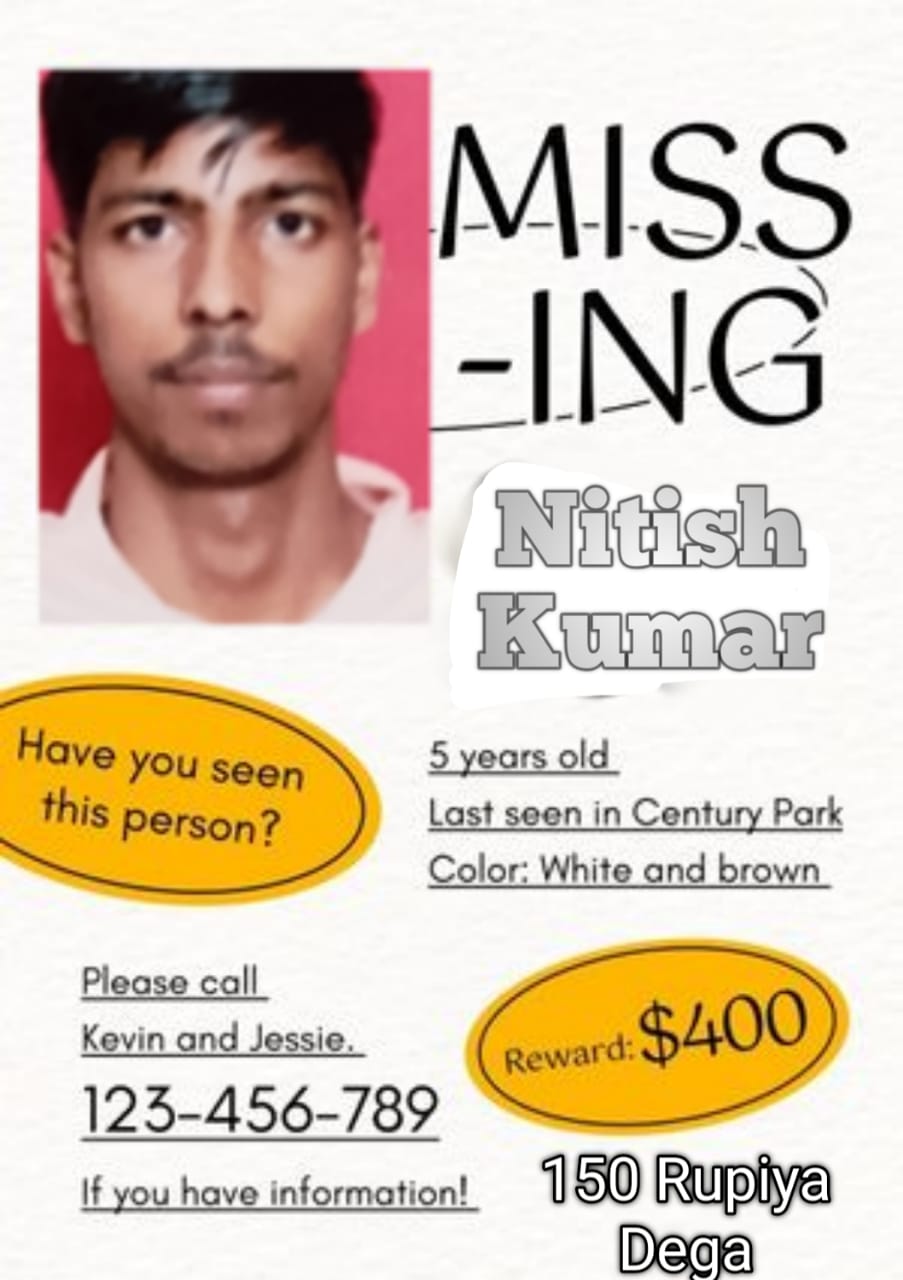 MISS
-ING
Nitish
Kumar
Have you seen
this person?
5 years old
Last seen in Century Park
Color: White and brown
Please call
Kevin and Jessie.
123-456-789
If you have information!
Reward: $400
150 Rupiya
Dega